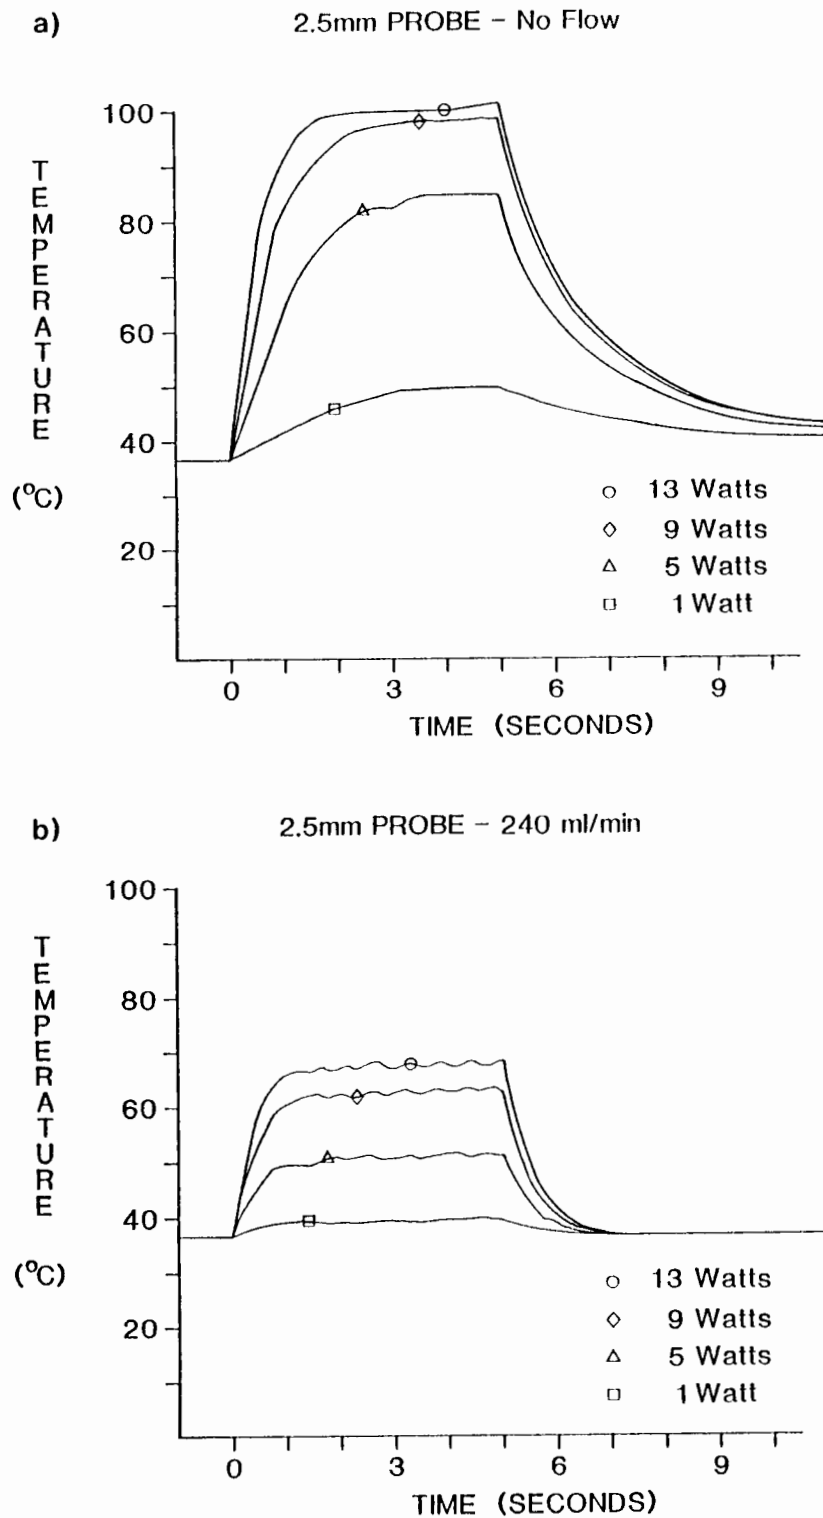 a)
2.5mm PROBE - No Flow
100
80
60
40
20
TEMPERATURE
(°C)
13 Watts
9 Watts
5 Watts
1 Watt
0 3 6 9
TIME (SECONDS)
b)
2.5mm PROBE - 240 ml/min
100
80
60
40
20
TEMPERATURE
(°C)
13 Watts
9 Watts
5 Watts
1 Watt
0 3 6 9
TIME (SECONDS)